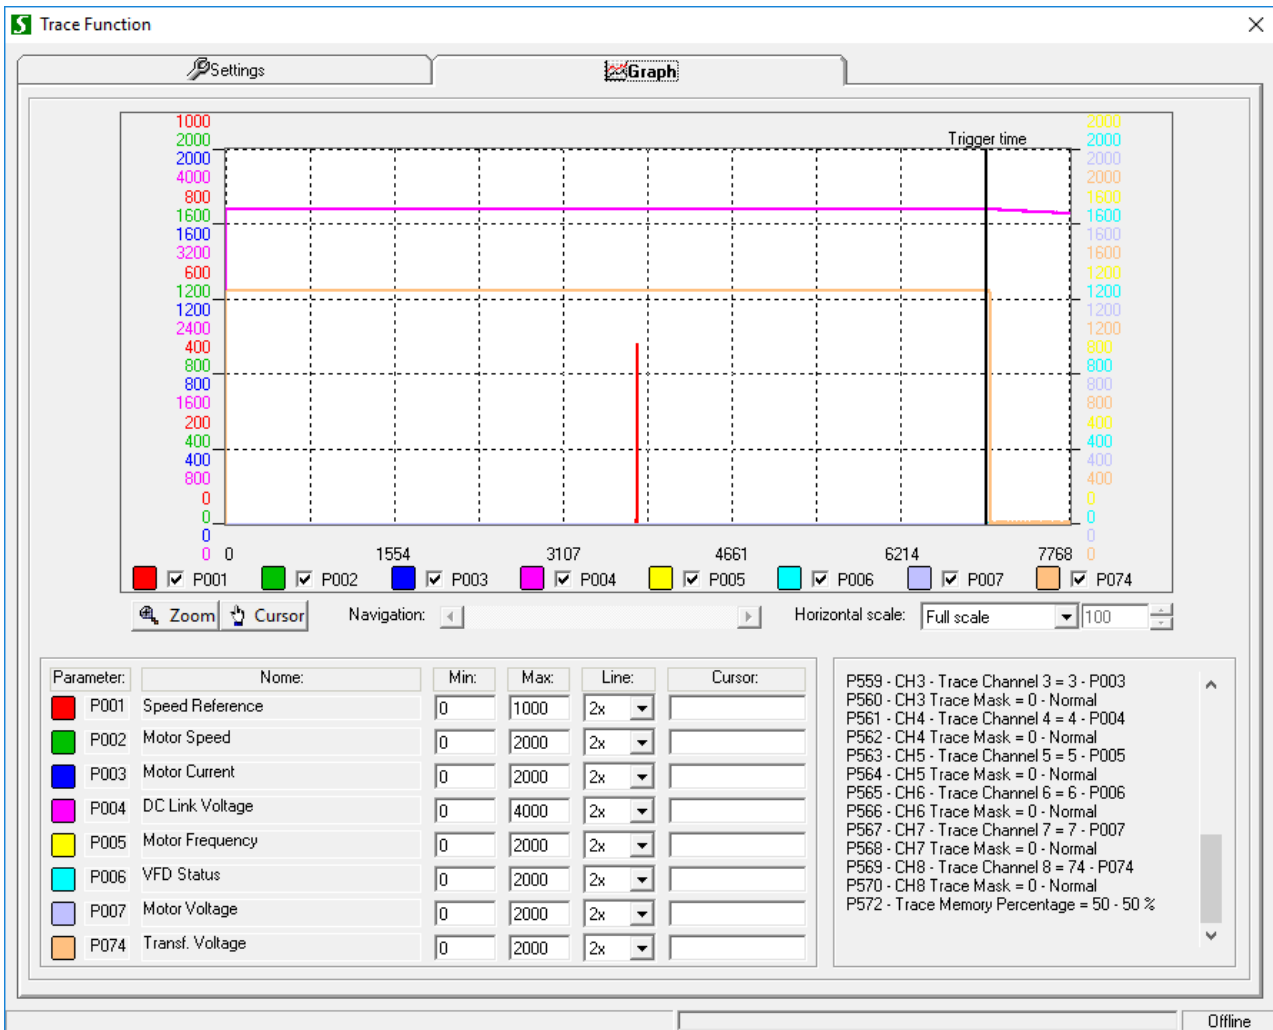 Trace Function
Settings
Graph
1000
2000
2000
4000
800
1600
1600
3200
600
1200
1200
2400
400
800
800
1600
200
400
400
800
0
0
0
0
Trigger time
2000
2000
2000
2000
1600
1600
1600
1600
1200
1200
1200
1200
800
800
800
800
400
400
400
400
0
0
0
0
0 1554 3107 4661 6214 7768
P001 P002 P003 P004 P005 P006 P007 P074
Zoom Cursor Navigation: Horizontal scale: Full scale 100
Parameter: Nome: Min: Max: Line: Cursor:
P001 Speed Reference 0 1000 2x
P002 Motor Speed 0 2000 2x
P003 Motor Current 0 2000 2x
P004 DC Link Voltage 0 4000 2x
P005 Motor Frequency 0 2000 2x
P006 VFD Status 0 2000 2x
P007 Motor Voltage 0 2000 2x
P074 Transf. Voltage 0 2000 2x
P559 - CH3 - Trace Channel 3 = 3 - P003
P560 - CH3 Trace Mask = 0 - Normal
P561 - CH4 - Trace Channel 4 = 4 - P004
P562 - CH4 Trace Mask = 0 - Normal
P563 - CH5 - Trace Channel 5 = 5 - P005
P564 - CH5 Trace Mask = 0 - Normal
P565 - CH6 - Trace Channel 6 = 6 - P006
P566 - CH6 Trace Mask = 0 - Normal
P567 - CH7 - Trace Channel 7 = 7 - P007
P568 - CH7 Trace Mask = 0 - Normal
P569 - CH8 - Trace Channel 8 = 74 - P074
P570 - CH8 Trace Mask = 0 - Normal
P572 - Trace Memory Percentage = 50 - 50 %
Offline